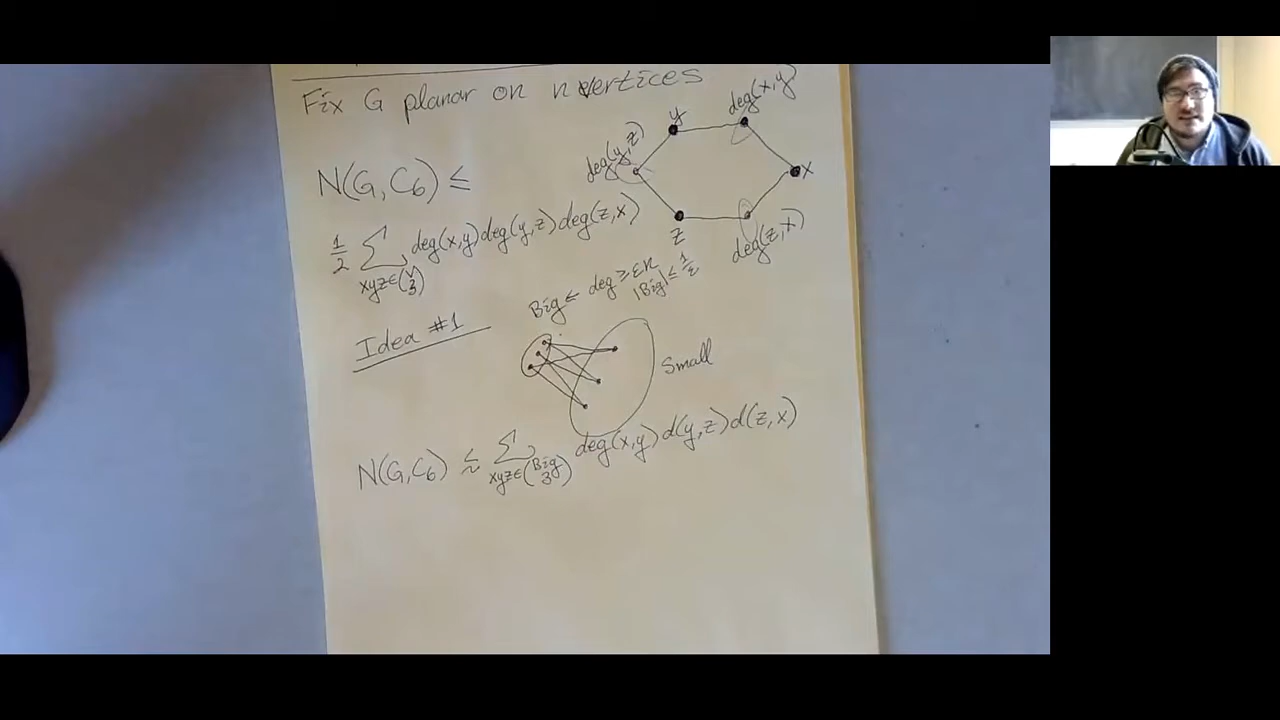 Fix G planar on n vertices
y
deg(x,y)
deg(y,z)
x
z
deg(z,x)
N(G,C₆) ≤
1/2 ∑ deg(x,y)deg(y,z)deg(z,x)
xyz∈(V 3)
Big ← deg ≥ εn
|Big| ≤ 1/ε
Idea #1
Small
N(G,C₆) ≲ ∑ deg(x,y)d(y,z)d(z,x)
xyz∈(Big 3)